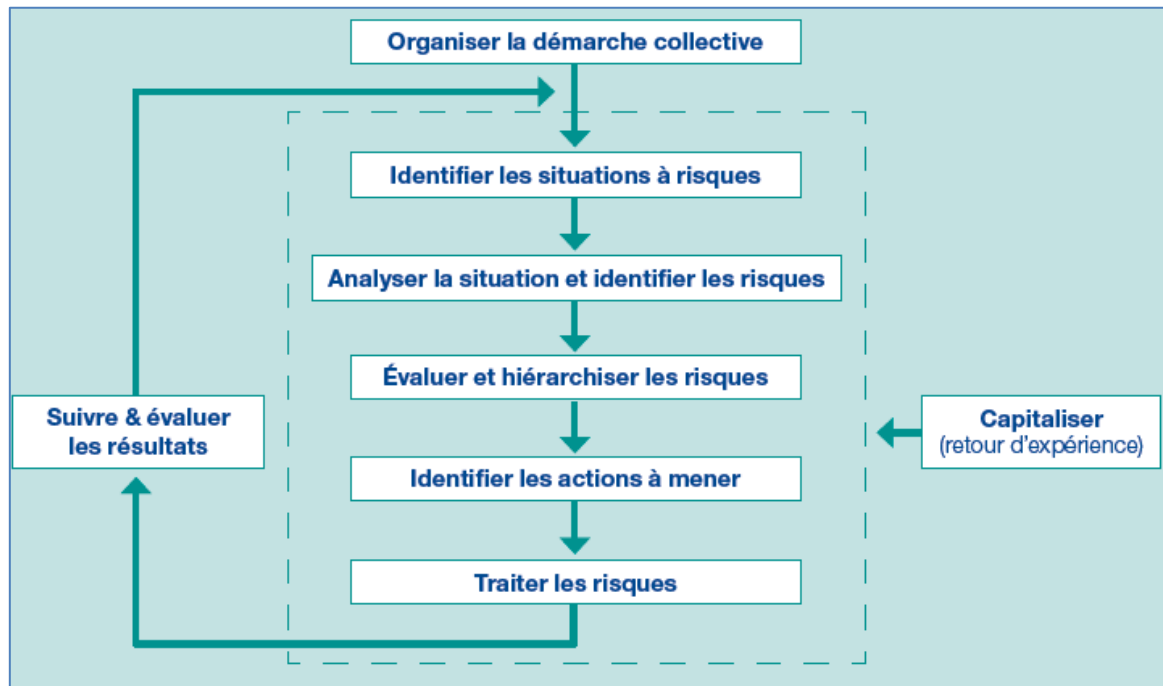 Organiser la démarche collective
Identifier les situations à risques
Analyser la situation et identifier les risques
Évaluer et hiérarchiser les risques
Suivre & évaluer
les résultats
Capitaliser
(retour d'expérience)
Identifier les actions à mener
Traiter les risques